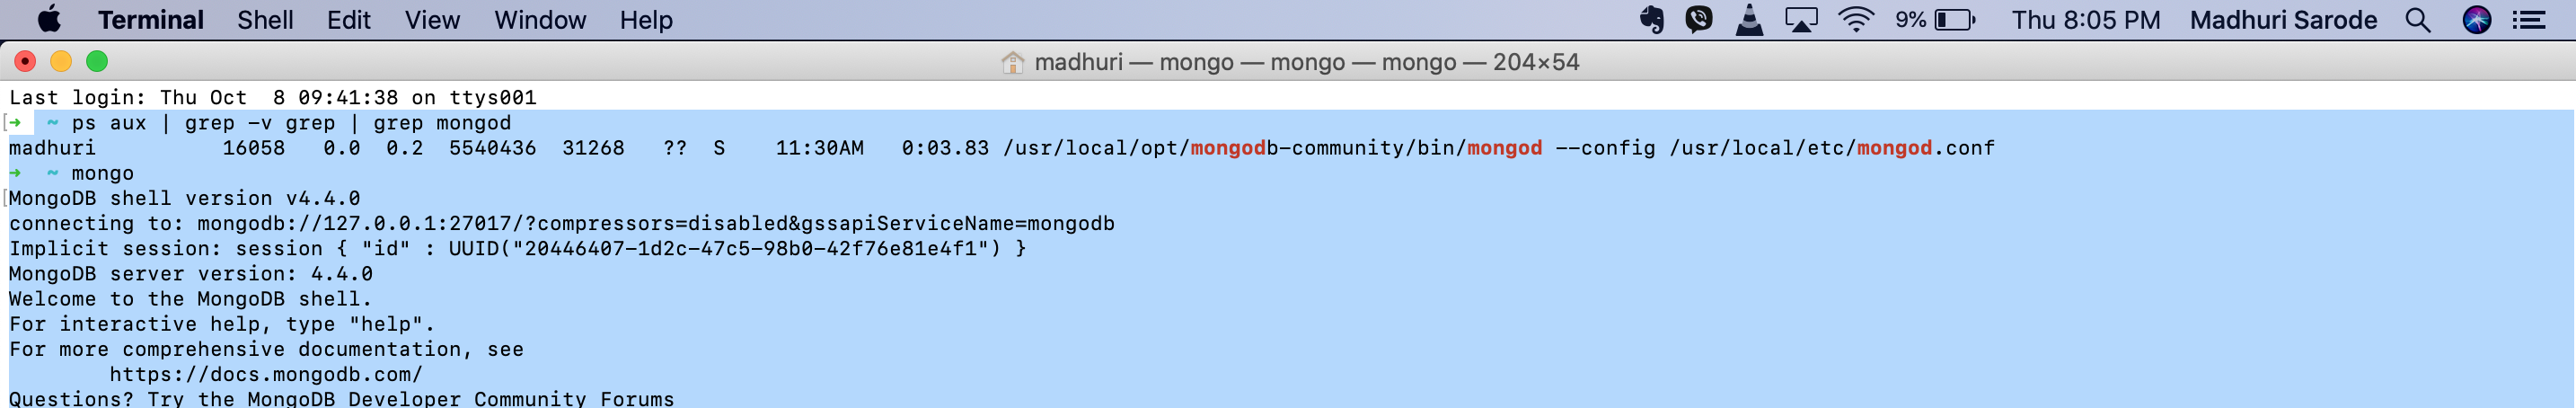 Terminal Shell Edit View Window Help 9% Thu 8:05 PM Madhuri Sarode
madhuri — mongo — mongo — mongo — 204×54
Last login: Thu Oct  8 09:41:38 on ttys001
[➜  ~ ps aux | grep -v grep | grep mongod
madhuri          16058   0.0  0.2  5540436  31268   ??  S    11:30AM   0:03.83 /usr/local/opt/mongodb-community/bin/mongod --config /usr/local/etc/mongod.conf
➜  ~ mongo
[MongoDB shell version v4.4.0
connecting to: mongodb://127.0.0.1:27017/?compressors=disabled&gssapiServiceName=mongodb
Implicit session: session { "id" : UUID("20446407-1d2c-47c5-98b0-42f76e81e4f1") }
MongoDB server version: 4.4.0
Welcome to the MongoDB shell.
For interactive help, type "help".
For more comprehensive documentation, see
        https://docs.mongodb.com/
Questions? Try the MongoDB Developer Community Forums